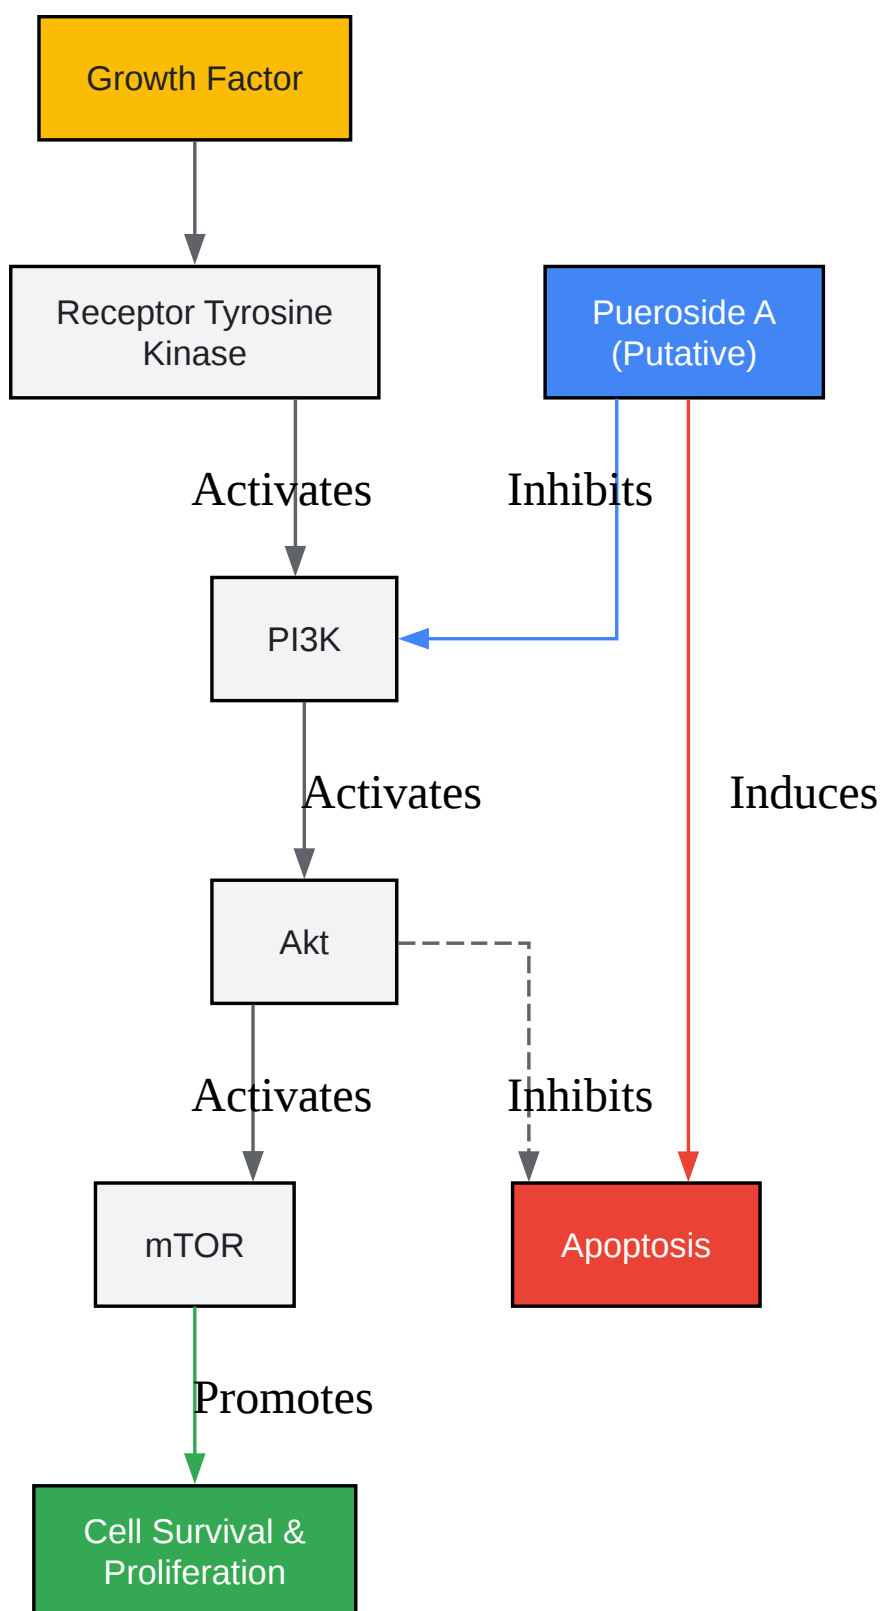 Growth Factor
Receptor Tyrosine
Kinase
Pueroside A
(Putative)
Activates
Inhibits
PI3K
Activates
Induces
Akt
Activates
Inhibits
mTOR
Apoptosis
Promotes
Cell Survival &
Proliferation